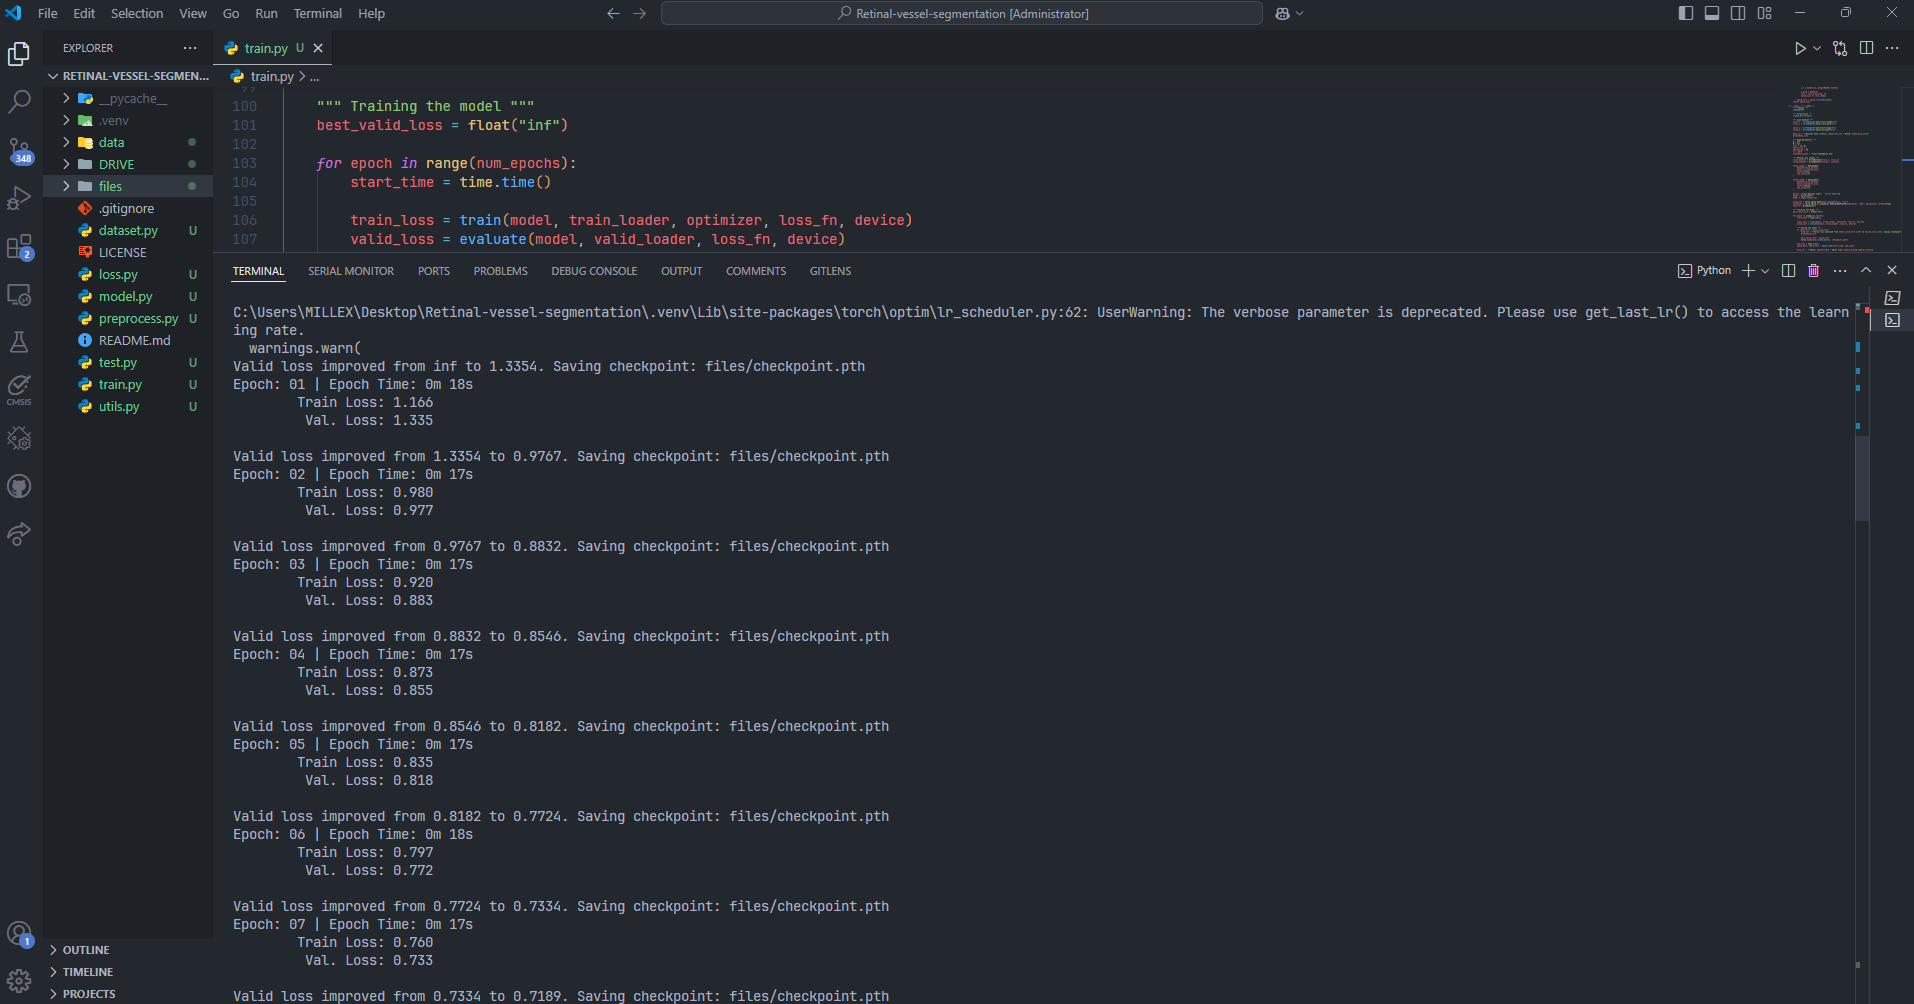 File Edit Selection View Go Run Terminal Help
Retinal-vessel-segmentation [Administrator]
EXPLORER
train.py U
RETINAL-VESSEL-SEGMEN...
train.py > ...
__pycache__
.venv
data
DRIVE
files
.gitignore
dataset.py U
LICENSE
loss.py U
model.py U
preprocess.py U
README.md
test.py U
train.py U
utils.py U
348
2
CMSIS
1
OUTLINE
TIMELINE
PROJECTS
99
100 """ Training the model """
101 best_valid_loss = float("inf")
102
103 for epoch in range(num_epochs):
104 start_time = time.time()
105
106 train_loss = train(model, train_loader, optimizer, loss_fn, device)
107 valid_loss = evaluate(model, valid_loader, loss_fn, device)
TERMINAL SERIAL MONITOR PORTS PROBLEMS DEBUG CONSOLE OUTPUT COMMENTS GITLENS
Python
C:\Users\MILLEX\Desktop\Retinal-vessel-segmentation\.venv\Lib\site-packages\torch\optim\lr_scheduler.py:62: UserWarning: The verbose parameter is deprecated. Please use get_last_lr() to access the learn
ing rate.
warnings.warn(
Valid loss improved from inf to 1.3354. Saving checkpoint: files/checkpoint.pth
Epoch: 01 | Epoch Time: 0m 18s
Train Loss: 1.166
Val. Loss: 1.335
Valid loss improved from 1.3354 to 0.9767. Saving checkpoint: files/checkpoint.pth
Epoch: 02 | Epoch Time: 0m 17s
Train Loss: 0.980
Val. Loss: 0.977
Valid loss improved from 0.9767 to 0.8832. Saving checkpoint: files/checkpoint.pth
Epoch: 03 | Epoch Time: 0m 17s
Train Loss: 0.920
Val. Loss: 0.883
Valid loss improved from 0.8832 to 0.8546. Saving checkpoint: files/checkpoint.pth
Epoch: 04 | Epoch Time: 0m 17s
Train Loss: 0.873
Val. Loss: 0.855
Valid loss improved from 0.8546 to 0.8182. Saving checkpoint: files/checkpoint.pth
Epoch: 05 | Epoch Time: 0m 17s
Train Loss: 0.835
Val. Loss: 0.818
Valid loss improved from 0.8182 to 0.7724. Saving checkpoint: files/checkpoint.pth
Epoch: 06 | Epoch Time: 0m 18s
Train Loss: 0.797
Val. Loss: 0.772
Valid loss improved from 0.7724 to 0.7334. Saving checkpoint: files/checkpoint.pth
Epoch: 07 | Epoch Time: 0m 17s
Train Loss: 0.760
Val. Loss: 0.733
Valid loss improved from 0.7334 to 0.7189. Saving checkpoint: files/checkpoint.pth